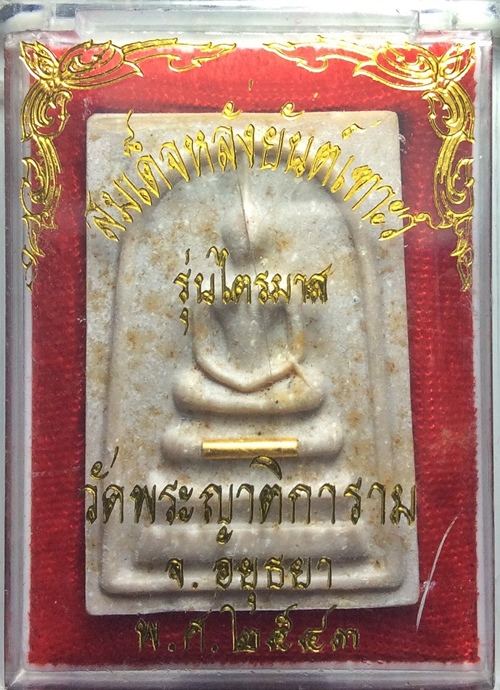 สมเด็จหลังยันต์เฑาะว์
รุ่นไตรมาส
วัดพระญาติการาม
จ. อยุธยา
พ.ศ.๒๕๔๓